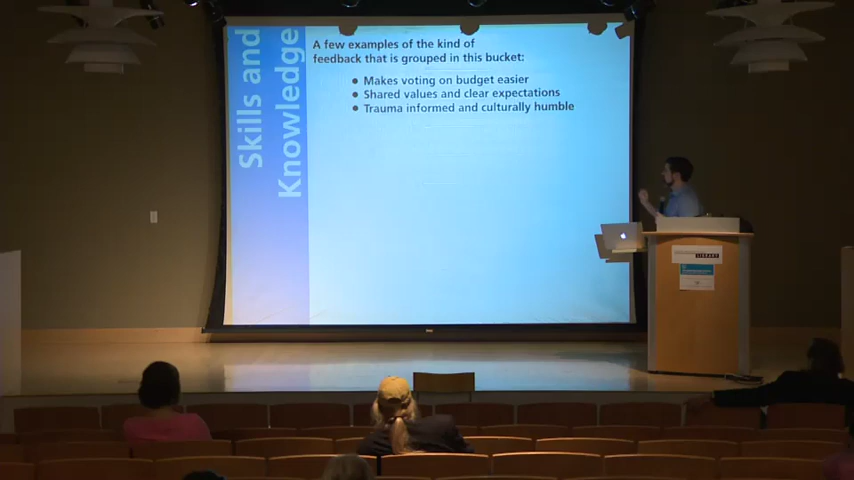 Skills and
Knowledge
A few examples of the kind of
feedback that is grouped in this bucket:
● Makes voting on budget easier
● Shared values and clear expectations
● Trauma informed and culturally humble
LIBRARY